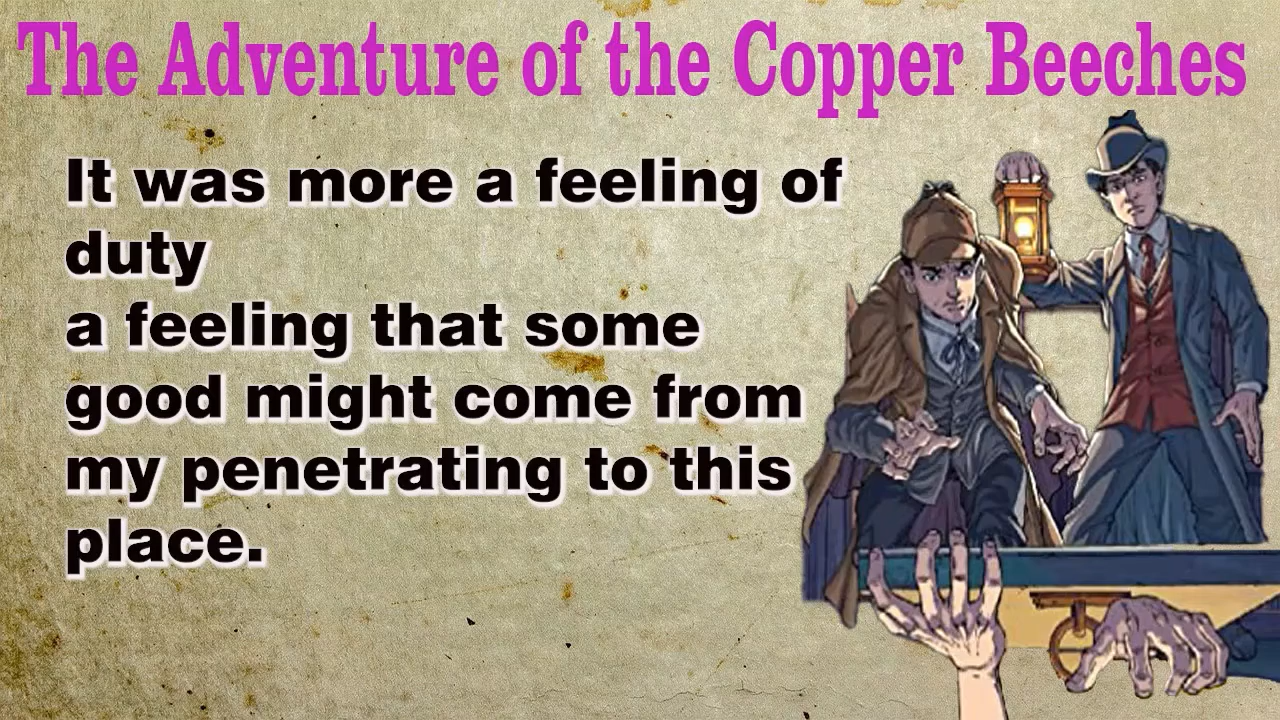 The Adventure of the Copper Beeches
It was more a feeling of
duty
a feeling that some
good might come from
my penetrating to this
place.